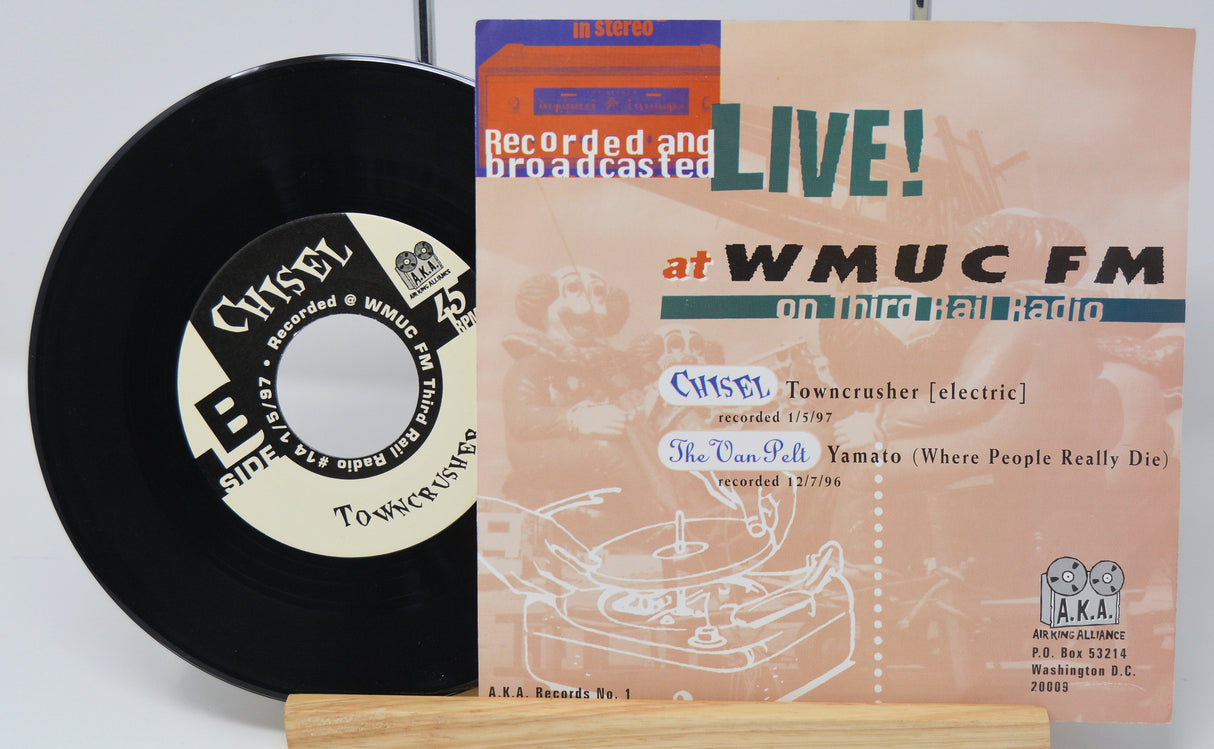 CHISEL
Recorded @ WMUC FM Third Rail Radio #14 1/5/97 •
B
SIDE
TOWNCRUSHER
A.K.A.
AIR KING ALLIANCE
45
RPM
in stereo
Recorded and
broadcasted
LIVE!
at WMUC FM
on Third Rail Radio
CHISEL Towncrusher [electric]
recorded 1/5/97
The Van Pelt Yamato (Where People Really Die)
recorded 12/7/96
A.K.A.
AIR KING ALLIANCE
P.O. Box 53214
Washington D.C.
20009
A.K.A. Records No. 1